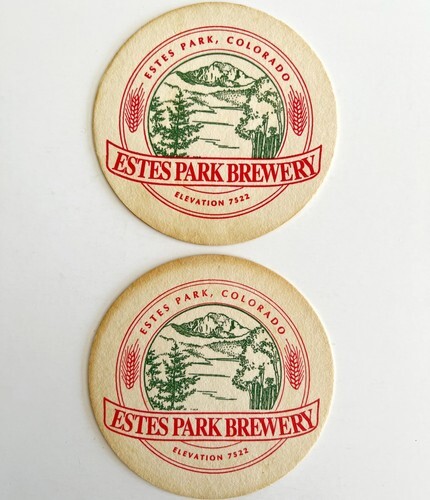 ESTES PARK, COLORADO
ESTES PARK BREWERY
ELEVATION 7522
ESTES PARK, COLORADO
ESTES PARK BREWERY
ELEVATION 7522